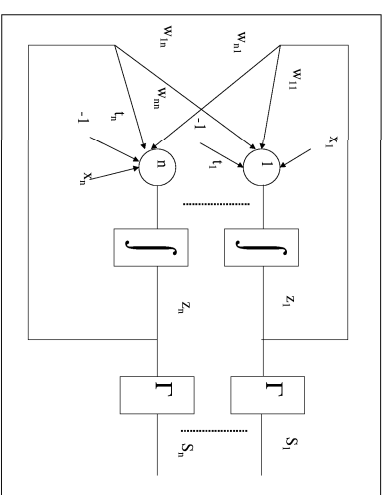 x1
w11
-1
t1
1
∫
z1
Γ
S1
wn1
w1n
wnn
tn
-1
xn
n
∫
zn
Γ
Sn